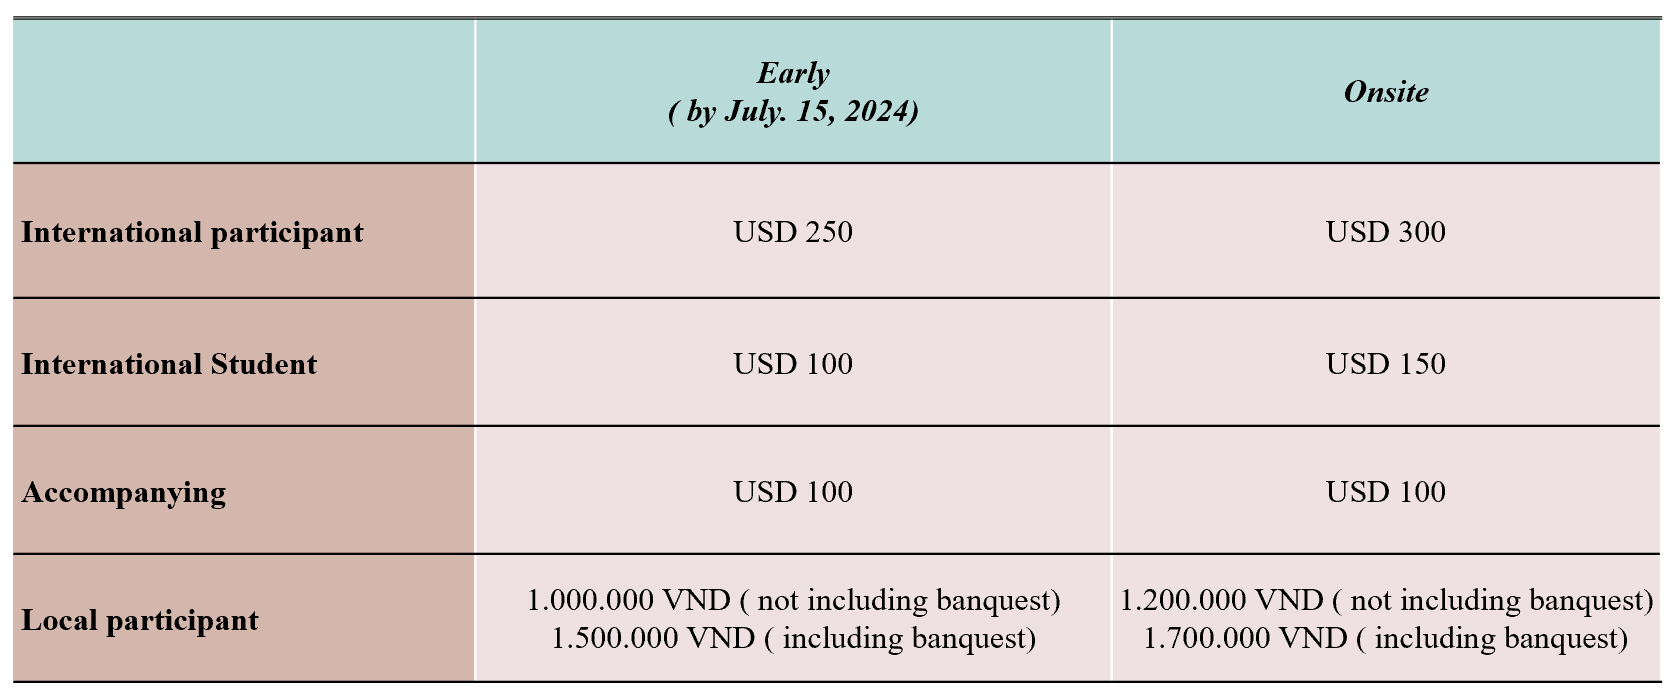 Early
( by July. 15, 2024)
Onsite
International participant
USD 250
USD 300
International Student
USD 100
USD 150
Accompanying
USD 100
USD 100
Local participant
1.000.000 VND ( not including banquest)
1.500.000 VND ( including banquest)
1.200.000 VND ( not including banquest)
1.700.000 VND ( including banquest)